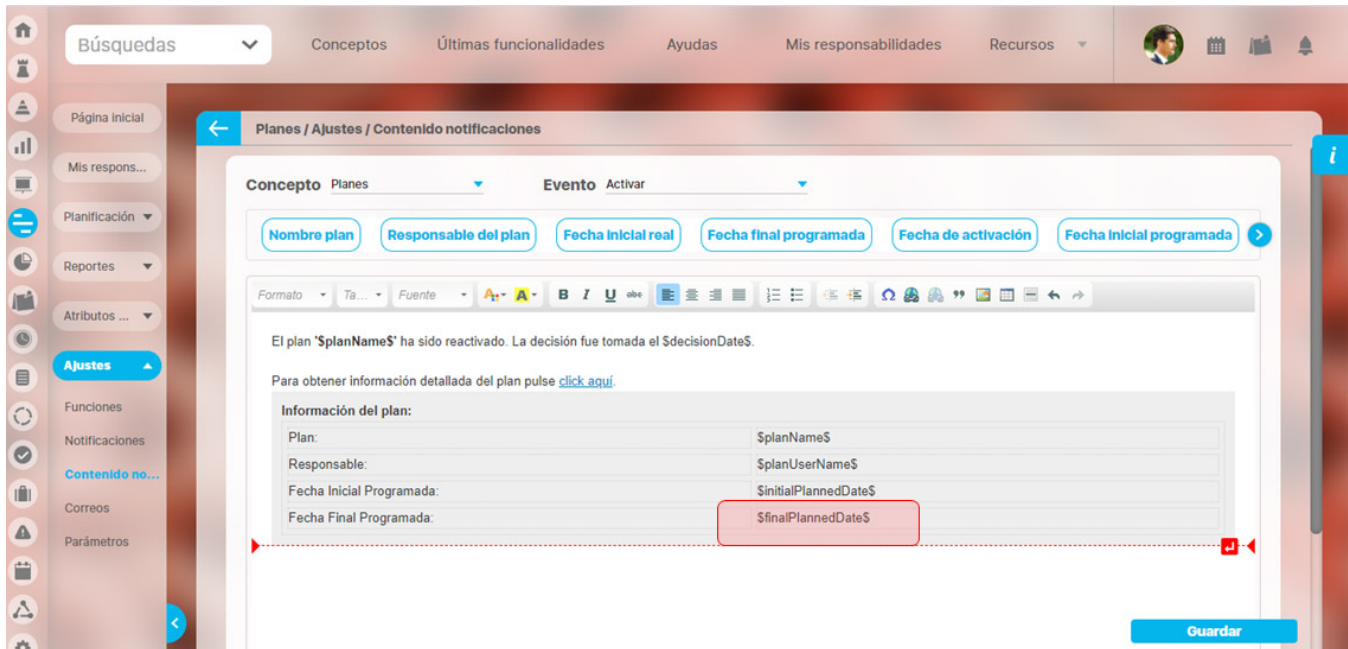 Búsquedas
Conceptos
Últimas funcionalidades
Ayudas
Mis responsabilidades
Recursos
Página inicial
Mis respons...
Planificación
Reportes
Atributos ...
Ajustes
Funciones
Notificaciones
Contenido no...
Correos
Parámetros
Planes / Ajustes / Contenido notificaciones
i
Concepto Planes
Evento Activar
Nombre plan
Responsable del plan
Fecha inicial real
Fecha final programada
Fecha de activación
Fecha inicial programada
Formato
Ta...
Fuente
A
A
B I U abc
Ω
El plan '$planName$' ha sido reactivado. La decisión fue tomada el $decisionDate$.
Para obtener información detallada del plan pulse click aquí.
Información del plan:
Plan: $planName$
Responsable: $planUserName$
Fecha Inicial Programada: $initialPlannedDate$
Fecha Final Programada: $finalPlannedDate$
Guardar